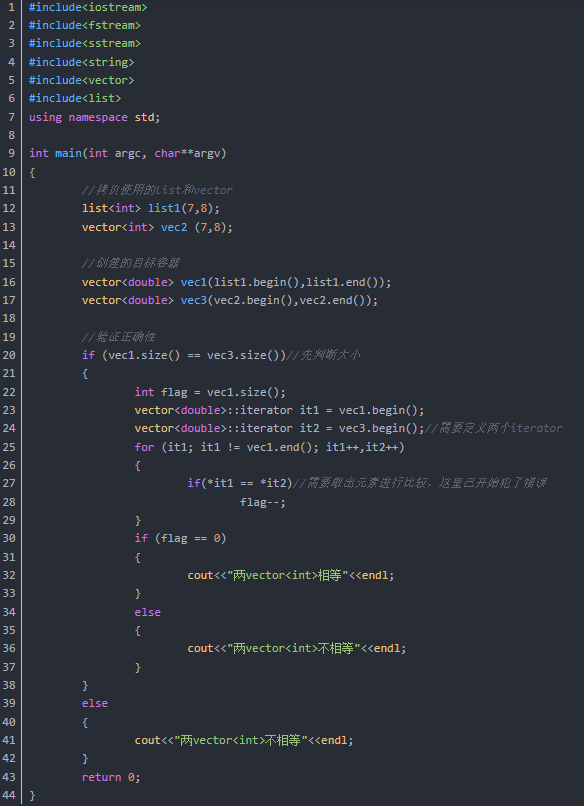 1 #include<iostream>
2 #include<fstream>
3 #include<sstream>
4 #include<string>
5 #include<vector>
6 #include<list>
7 using namespace std;
8
9 int main(int argc, char**argv)
10 {
11 //拷贝使用的list和vector
12 list<int> list1(7,8);
13 vector<int> vec2 (7,8);
14
15 //创建的目标容器
16 vector<double> vec1(list1.begin(),list1.end());
17 vector<double> vec3(vec2.begin(),vec2.end());
18
19 //验证正确性
20 if (vec1.size() == vec3.size())//先判断大小
21 {
22 int flag = vec1.size();
23 vector<double>::iterator it1 = vec1.begin();
24 vector<double>::iterator it2 = vec3.begin();//需要定义两个iterator
25 for (it1; it1 != vec1.end(); it1++,it2++)
26 {
27 if(*it1 == *it2)//需要取出元素进行比较，这里已开始犯了错误
28 flag--;
29 }
30 if (flag == 0)
31 {
32 cout<<"两vector<int>相等"<<endl;
33 }
34 else
35 {
36 cout<<"两vector<int>不相等"<<endl;
37 }
38 }
39 else
40 {
41 cout<<"两vector<int>不相等"<<endl;
42 }
43 return 0;
44 }